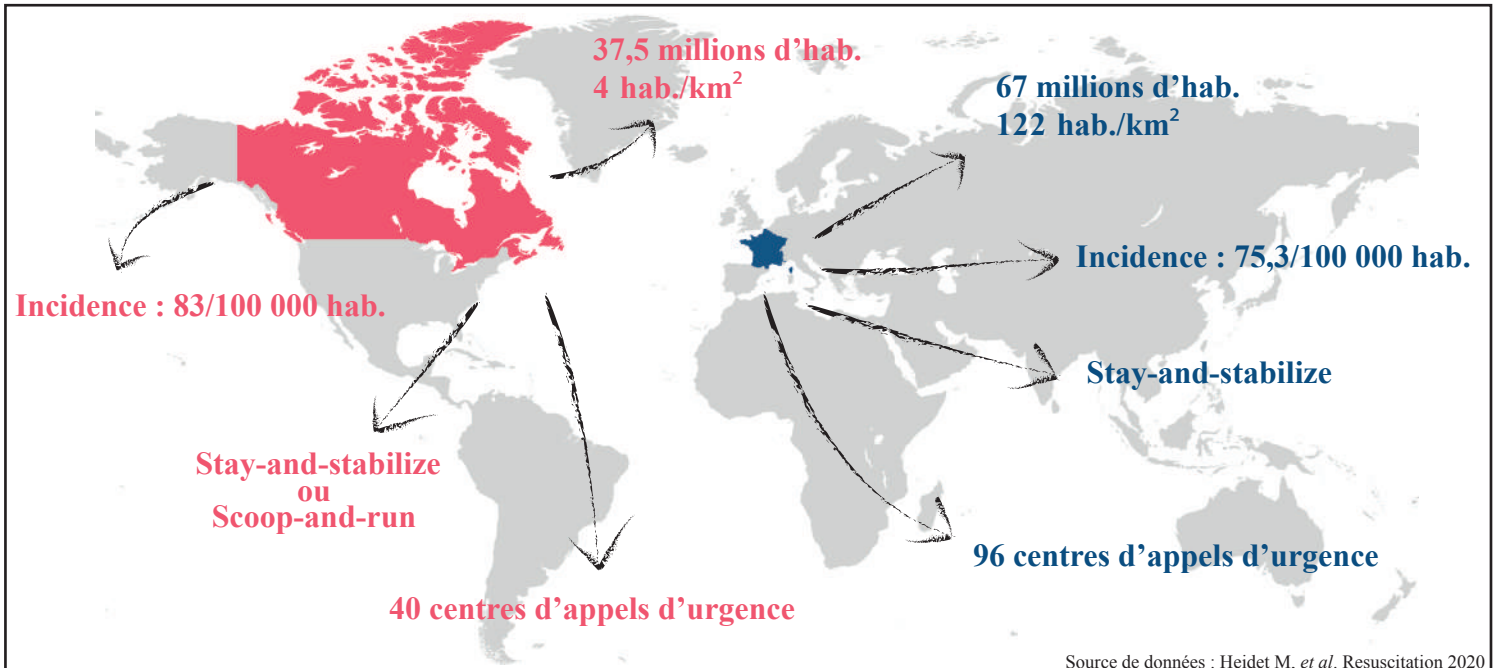 37,5 millions d’hab.
4 hab./km²
67 millions d’hab.
122 hab./km²
Incidence : 75,3/100 000 hab.
Incidence : 83/100 000 hab.
Stay-and-stabilize
Stay-and-stabilize
ou
Scoop-and-run
96 centres d’appels d’urgence
40 centres d’appels d’urgence
Source de données : Heidet M, et al. Resuscitation 2020